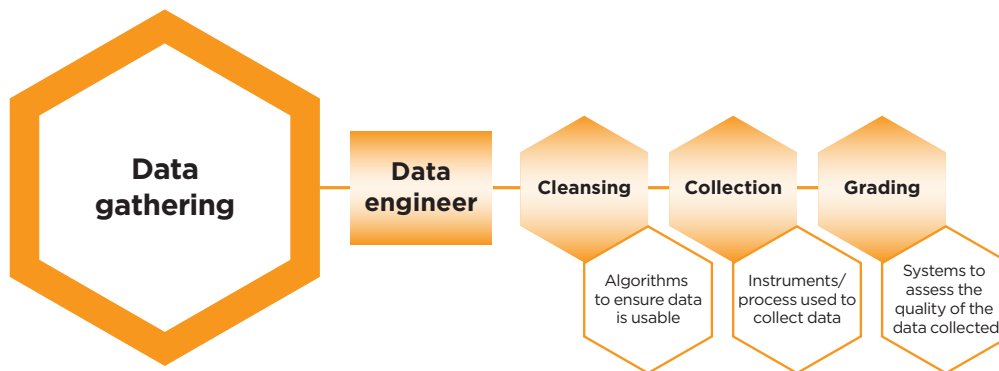 Data
gathering
Data
engineer
Cleansing
Collection
Grading
Algorithms
to ensure data
is usable
Instruments/
process used to
collect data
Systems to
assess the
quality of the
data collected